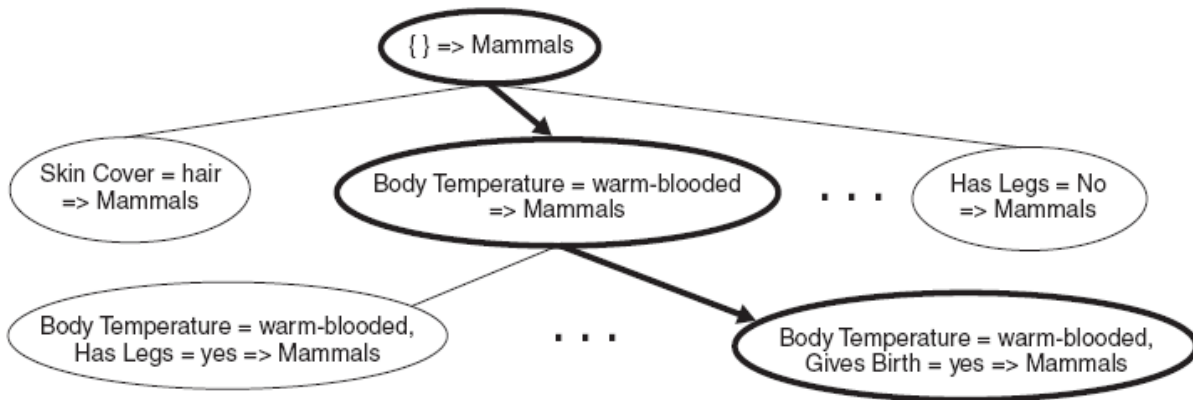 { } => Mammals
Skin Cover = hair
=> Mammals
Body Temperature = warm-blooded
=> Mammals
. . .
Has Legs = No
=> Mammals
Body Temperature = warm-blooded,
Has Legs = yes => Mammals
. . .
Body Temperature = warm-blooded,
Gives Birth = yes => Mammals